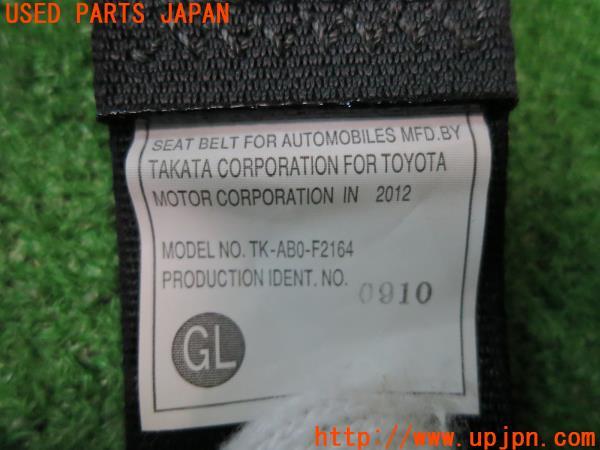 USED PARTS JAPAN
SEAT BELT FOR AUTOMOBILES MFD.BY
TAKATA CORPORATION FOR TOYOTA
MOTOR CORPORATION IN 2012
MODEL NO. TK-AB0-F2164
PRODUCTION IDENT. NO. 0910
GL
www.upjpn.com